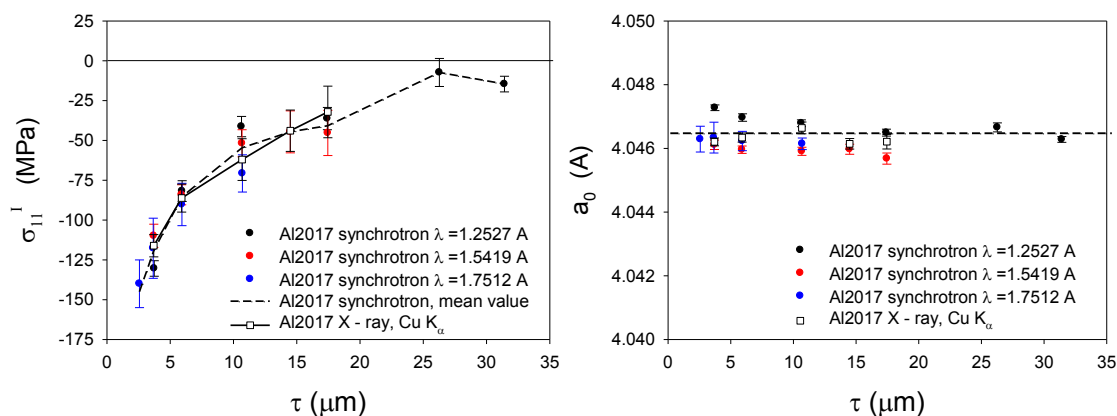 25
0
-25
-50
-75
-100
-125
-150
-175
σ11 I (MPa)
0 5 10 15 20 25 30 35
τ (μm)
Al2017 synchrotron λ =1.2527 A
Al2017 synchrotron λ =1.5419 A
Al2017 synchrotron λ =1.7512 A
Al2017 synchrotron, mean value
Al2017 X - ray, Cu Kα
4.050
4.048
4.046
4.044
4.042
4.040
a0 (A)
0 5 10 15 20 25 30 35
τ (μm)
Al2017 synchrotron λ =1.2527 A
Al2017 synchrotron λ =1.5419 A
Al2017 synchrotron λ =1.7512 A
Al2017 X - ray, Cu Kα